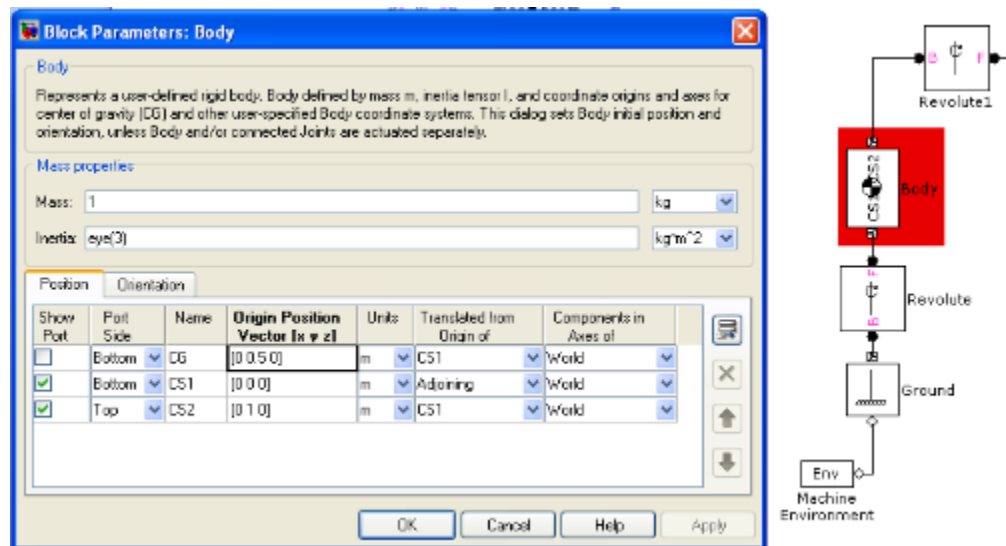 Block Parameters: Body
Body
Represents a user-defined rigid body. Body defined by mass m, inertia tensor I, and coordinate origins and axes for
center of gravity (CG) and other user-specified Body coordinate systems. This dialog sets Body initial position and
orientation, unless Body and/or connected Joints are actuated separately.
Mass properties
Mass: 1 kg
Inertia: eye(3) kg*m^2
Position Orientation
Show Port Port Side Name Origin Position Vector [x y z] Units Translated from Origin of Components in Axes of
Bottom CG [0 0.5 0] m CS1 World
Bottom CS1 [0 0 0] m Adjoining World
Top CS2 [0 1 0] m CS1 World
OK Cancel Help Apply
B F
Revolute1
CS1 CS2
Body
F
B
Revolute
Ground
Env
Machine
Environment